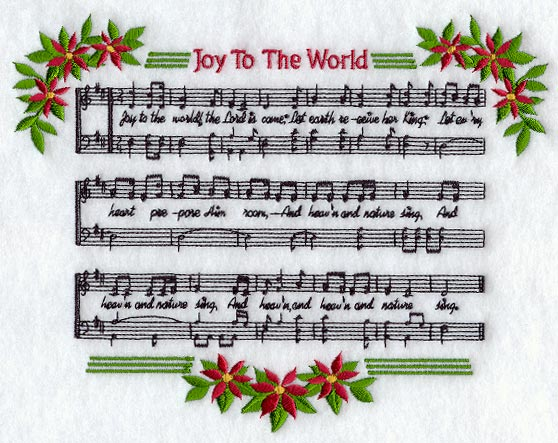 Joy To The World
Joy to the world! the Lord is come; Let earth re-ceive her King. Let ev'ry
heart pre-pare Him room,—And heav'n and nature sing, And
heav'n and nature sing, And heav'n, and heav'n and nature sing.